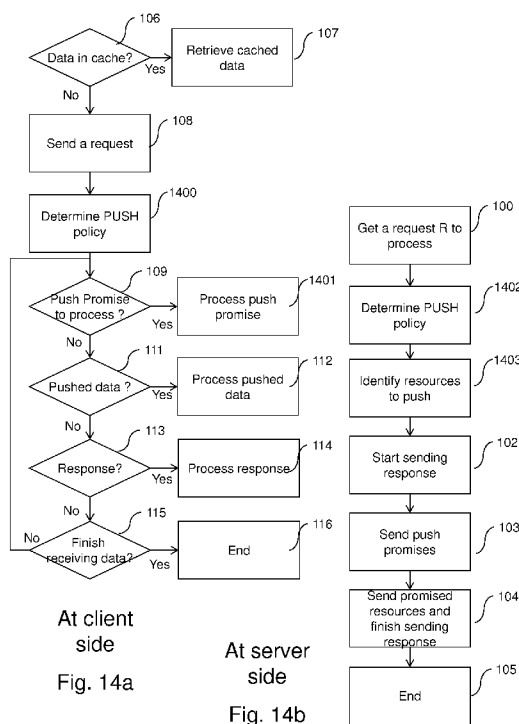 106
Data in cache?
Yes
Retrieve cached
data
107
No
108
Send a request
1400
Determine PUSH
policy
109
Push Promise
to process ?
Yes
Process push
promise
1401
No
111
Pushed data ?
Yes
Process pushed
data
112
No
113
Response?
Yes
Process response
114
No
115
Finish
receiving data?
No
Yes
End
116
At client
side
Fig. 14a
100
Get a request R to
process
1402
Determine PUSH
policy
1403
Identify resources
to push
102
Start sending
response
103
Send push
promises
104
Send promised
resources and
finish sending
response
105
End
At server
side
Fig. 14b